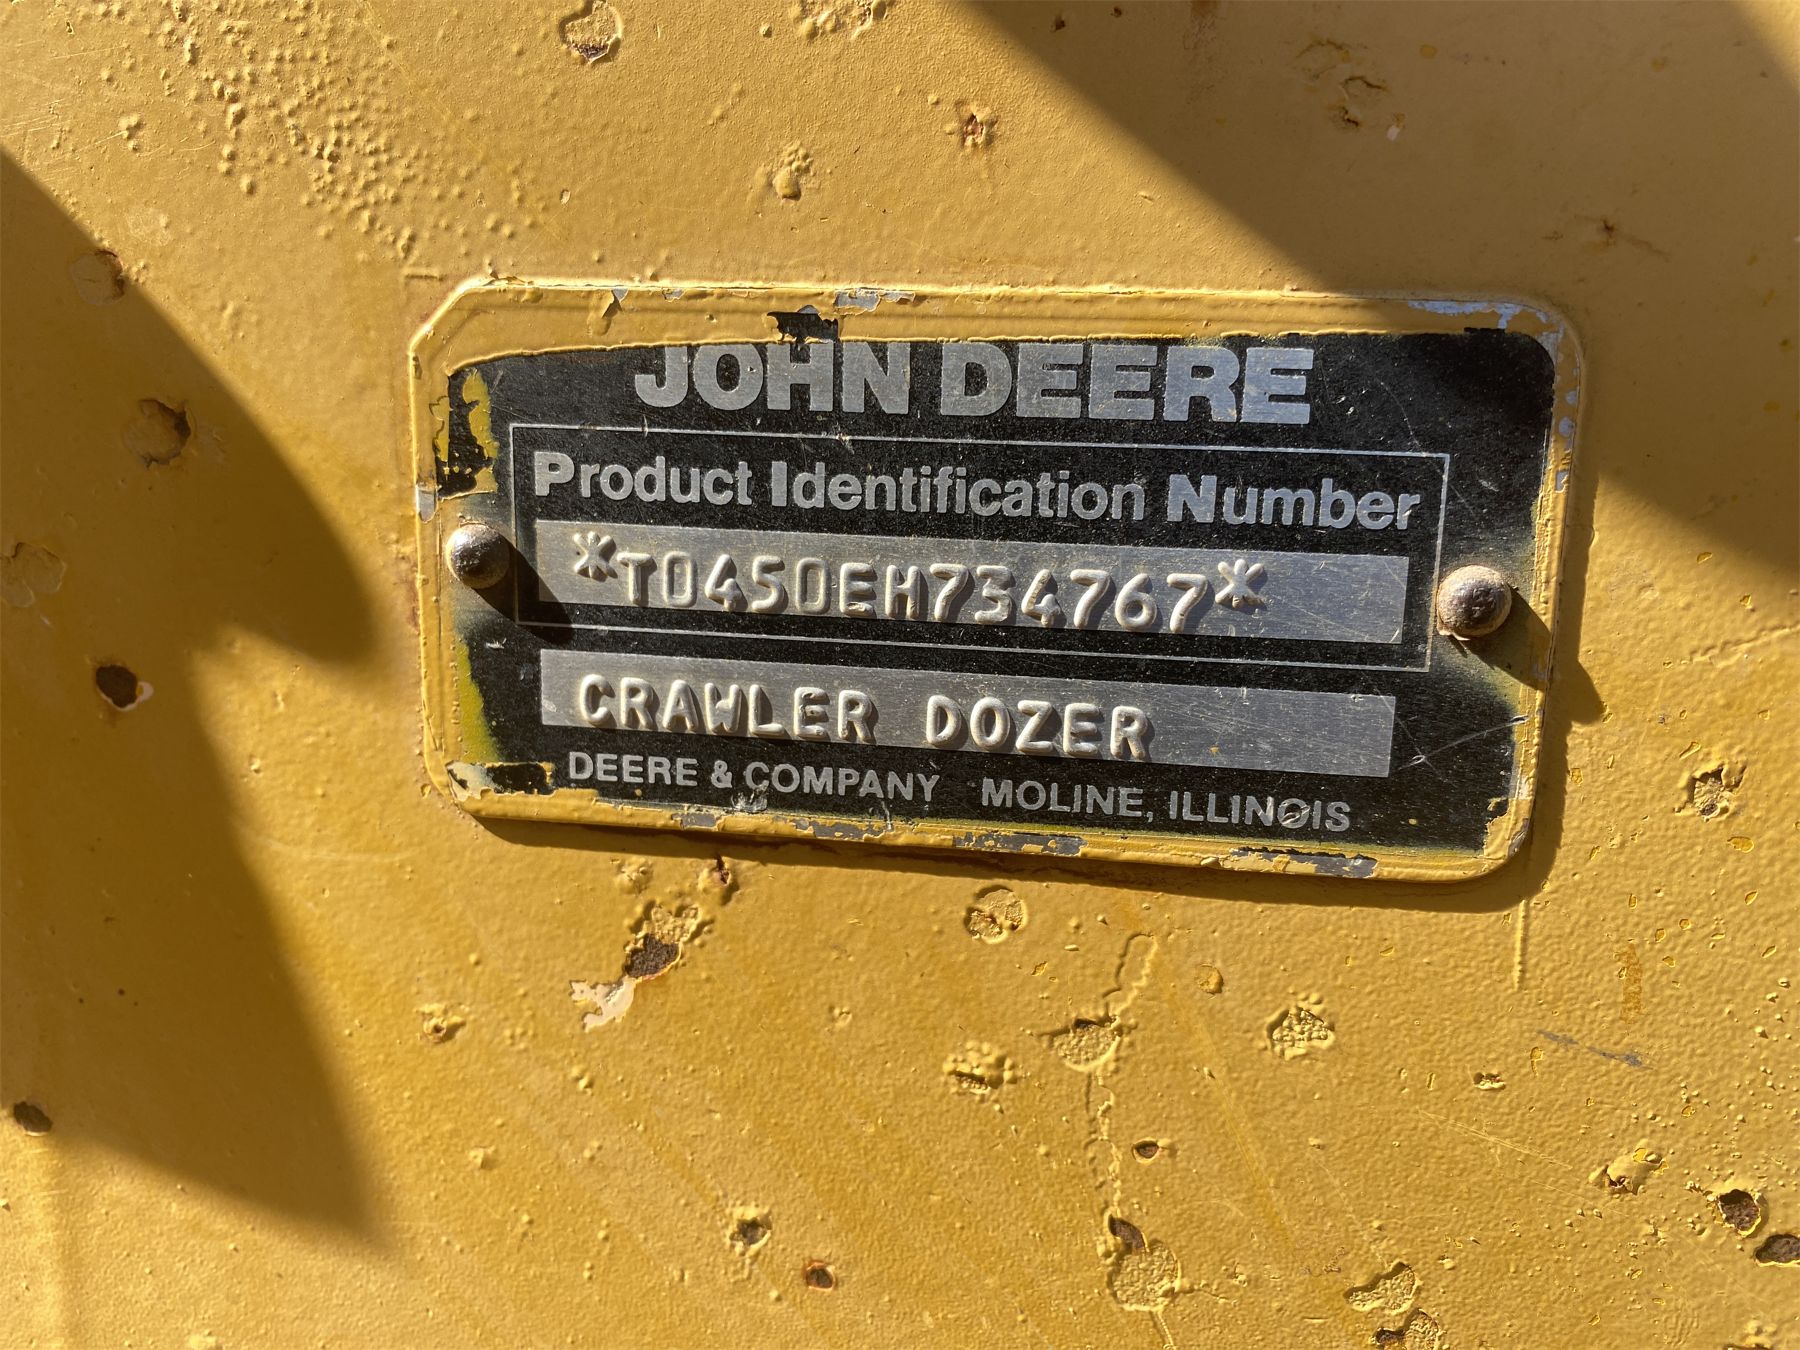 JOHN DEERE
Product Identification Number
*T0450EH734767*
CRAWLER DOZER
DEERE & COMPANY MOLINE, ILLINOIS